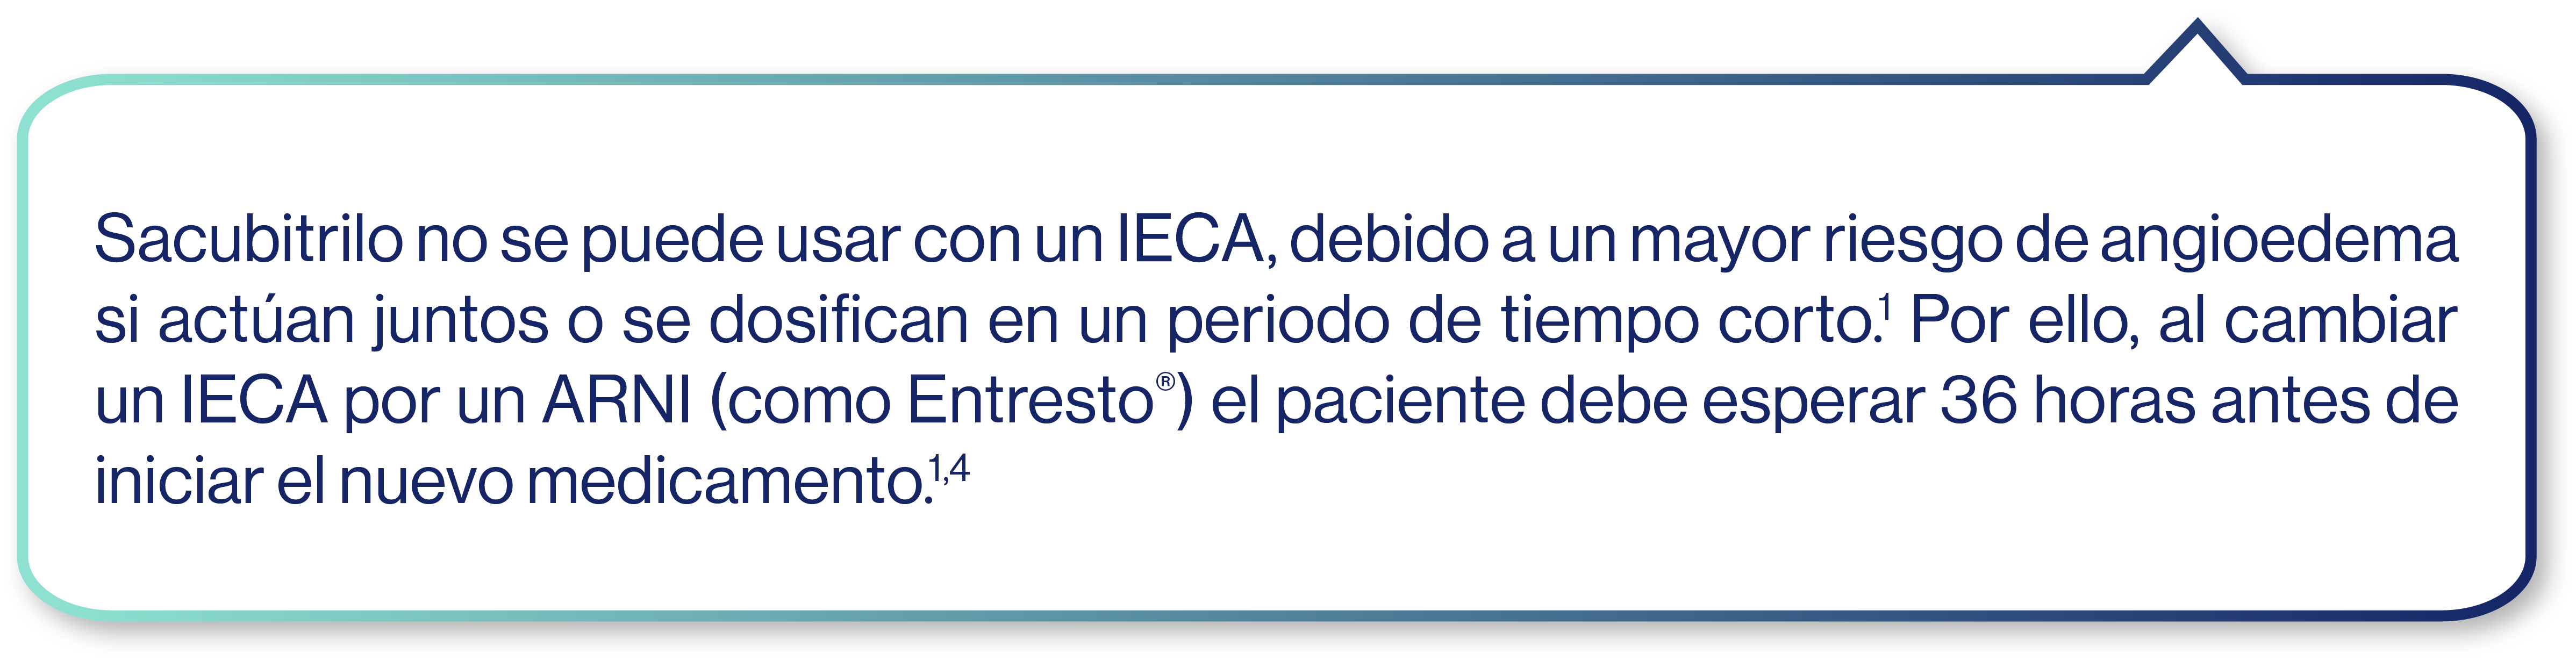 Sacubitrilo no se puede usar con un IECA, debido a un mayor riesgo de angioedema
si actúan juntos o se dosifican en un periodo de tiempo corto.¹ Por ello, al cambiar
un IECA por un ARNI (como Entresto®) el paciente debe esperar 36 horas antes de
iniciar el nuevo medicamento.¹,⁴